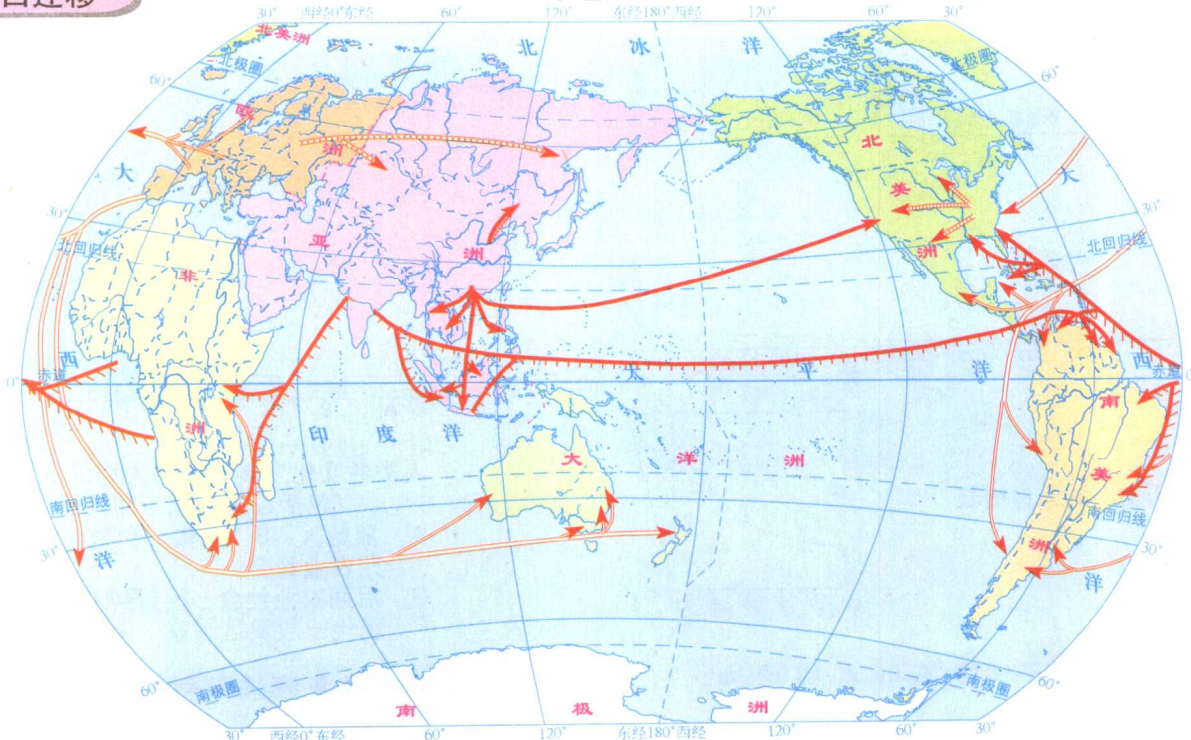 口迁移
30° 西经0°东经 60° 120° 东经180°西经 120° 60° 30°
北美洲
北 冰 洋
北极圈
北极圈
60°
60°
欧
洲
北
美
洲
大
大
30°
30°
北回归线
北回归线
亚
洲
非
洲
西
西
0°
赤道
赤道
太 平 洋
印 度 洋
大 洋 洲
南
美
洲
南回归线
南回归线
30°
30°
洋
洋
60°
60°
南极圈
南极圈
南 极 洲
30° 西经0°东经 60° 120° 东经180°西经 120° 60° 30°